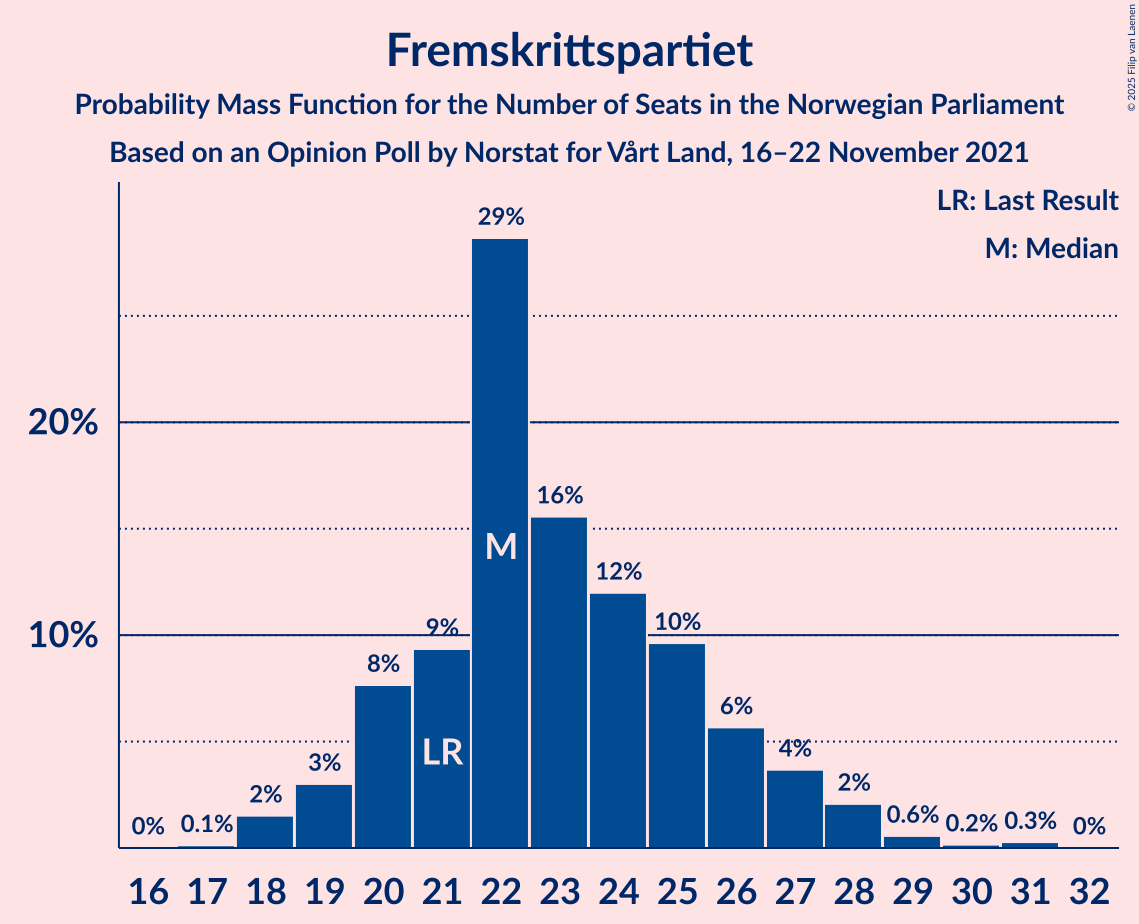 Fremskrittspartiet
Probability Mass Function for the Number of Seats in the Norwegian Parliament
Based on an Opinion Poll by Norstat for Vårt Land, 16–22 November 2021
© 2025 Filip van Laenen
LR: Last Result
M: Median
20%
10%
0% 0.1% 2% 3% 8% 9% 29% 16% 12% 10% 6% 4% 2% 0.6% 0.2% 0.3% 0%
M
LR
16 17 18 19 20 21 22 23 24 25 26 27 28 29 30 31 32